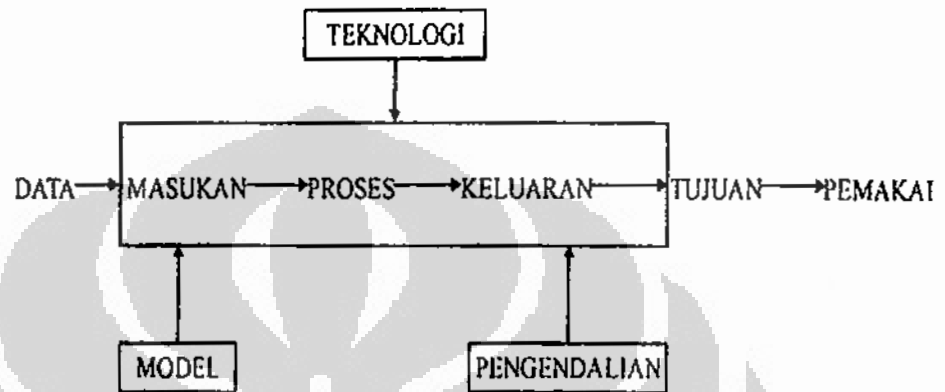 TEKNOLOGI
DATA MASUKAN PROSES KELUARAN TUJUAN PEMAKAI
MODEL PENGENDALIAN